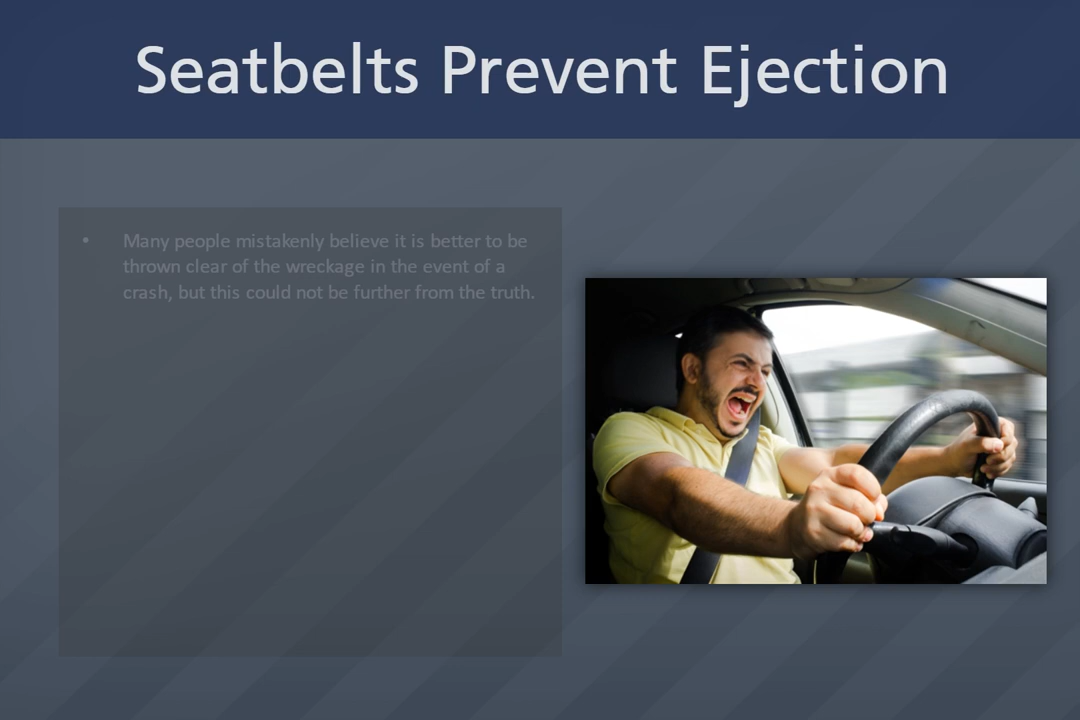 Seatbelts Prevent Ejection
• Many people mistakenly believe it is better to be
thrown clear of the wreckage in the event of a
crash, but this could not be further from the truth.